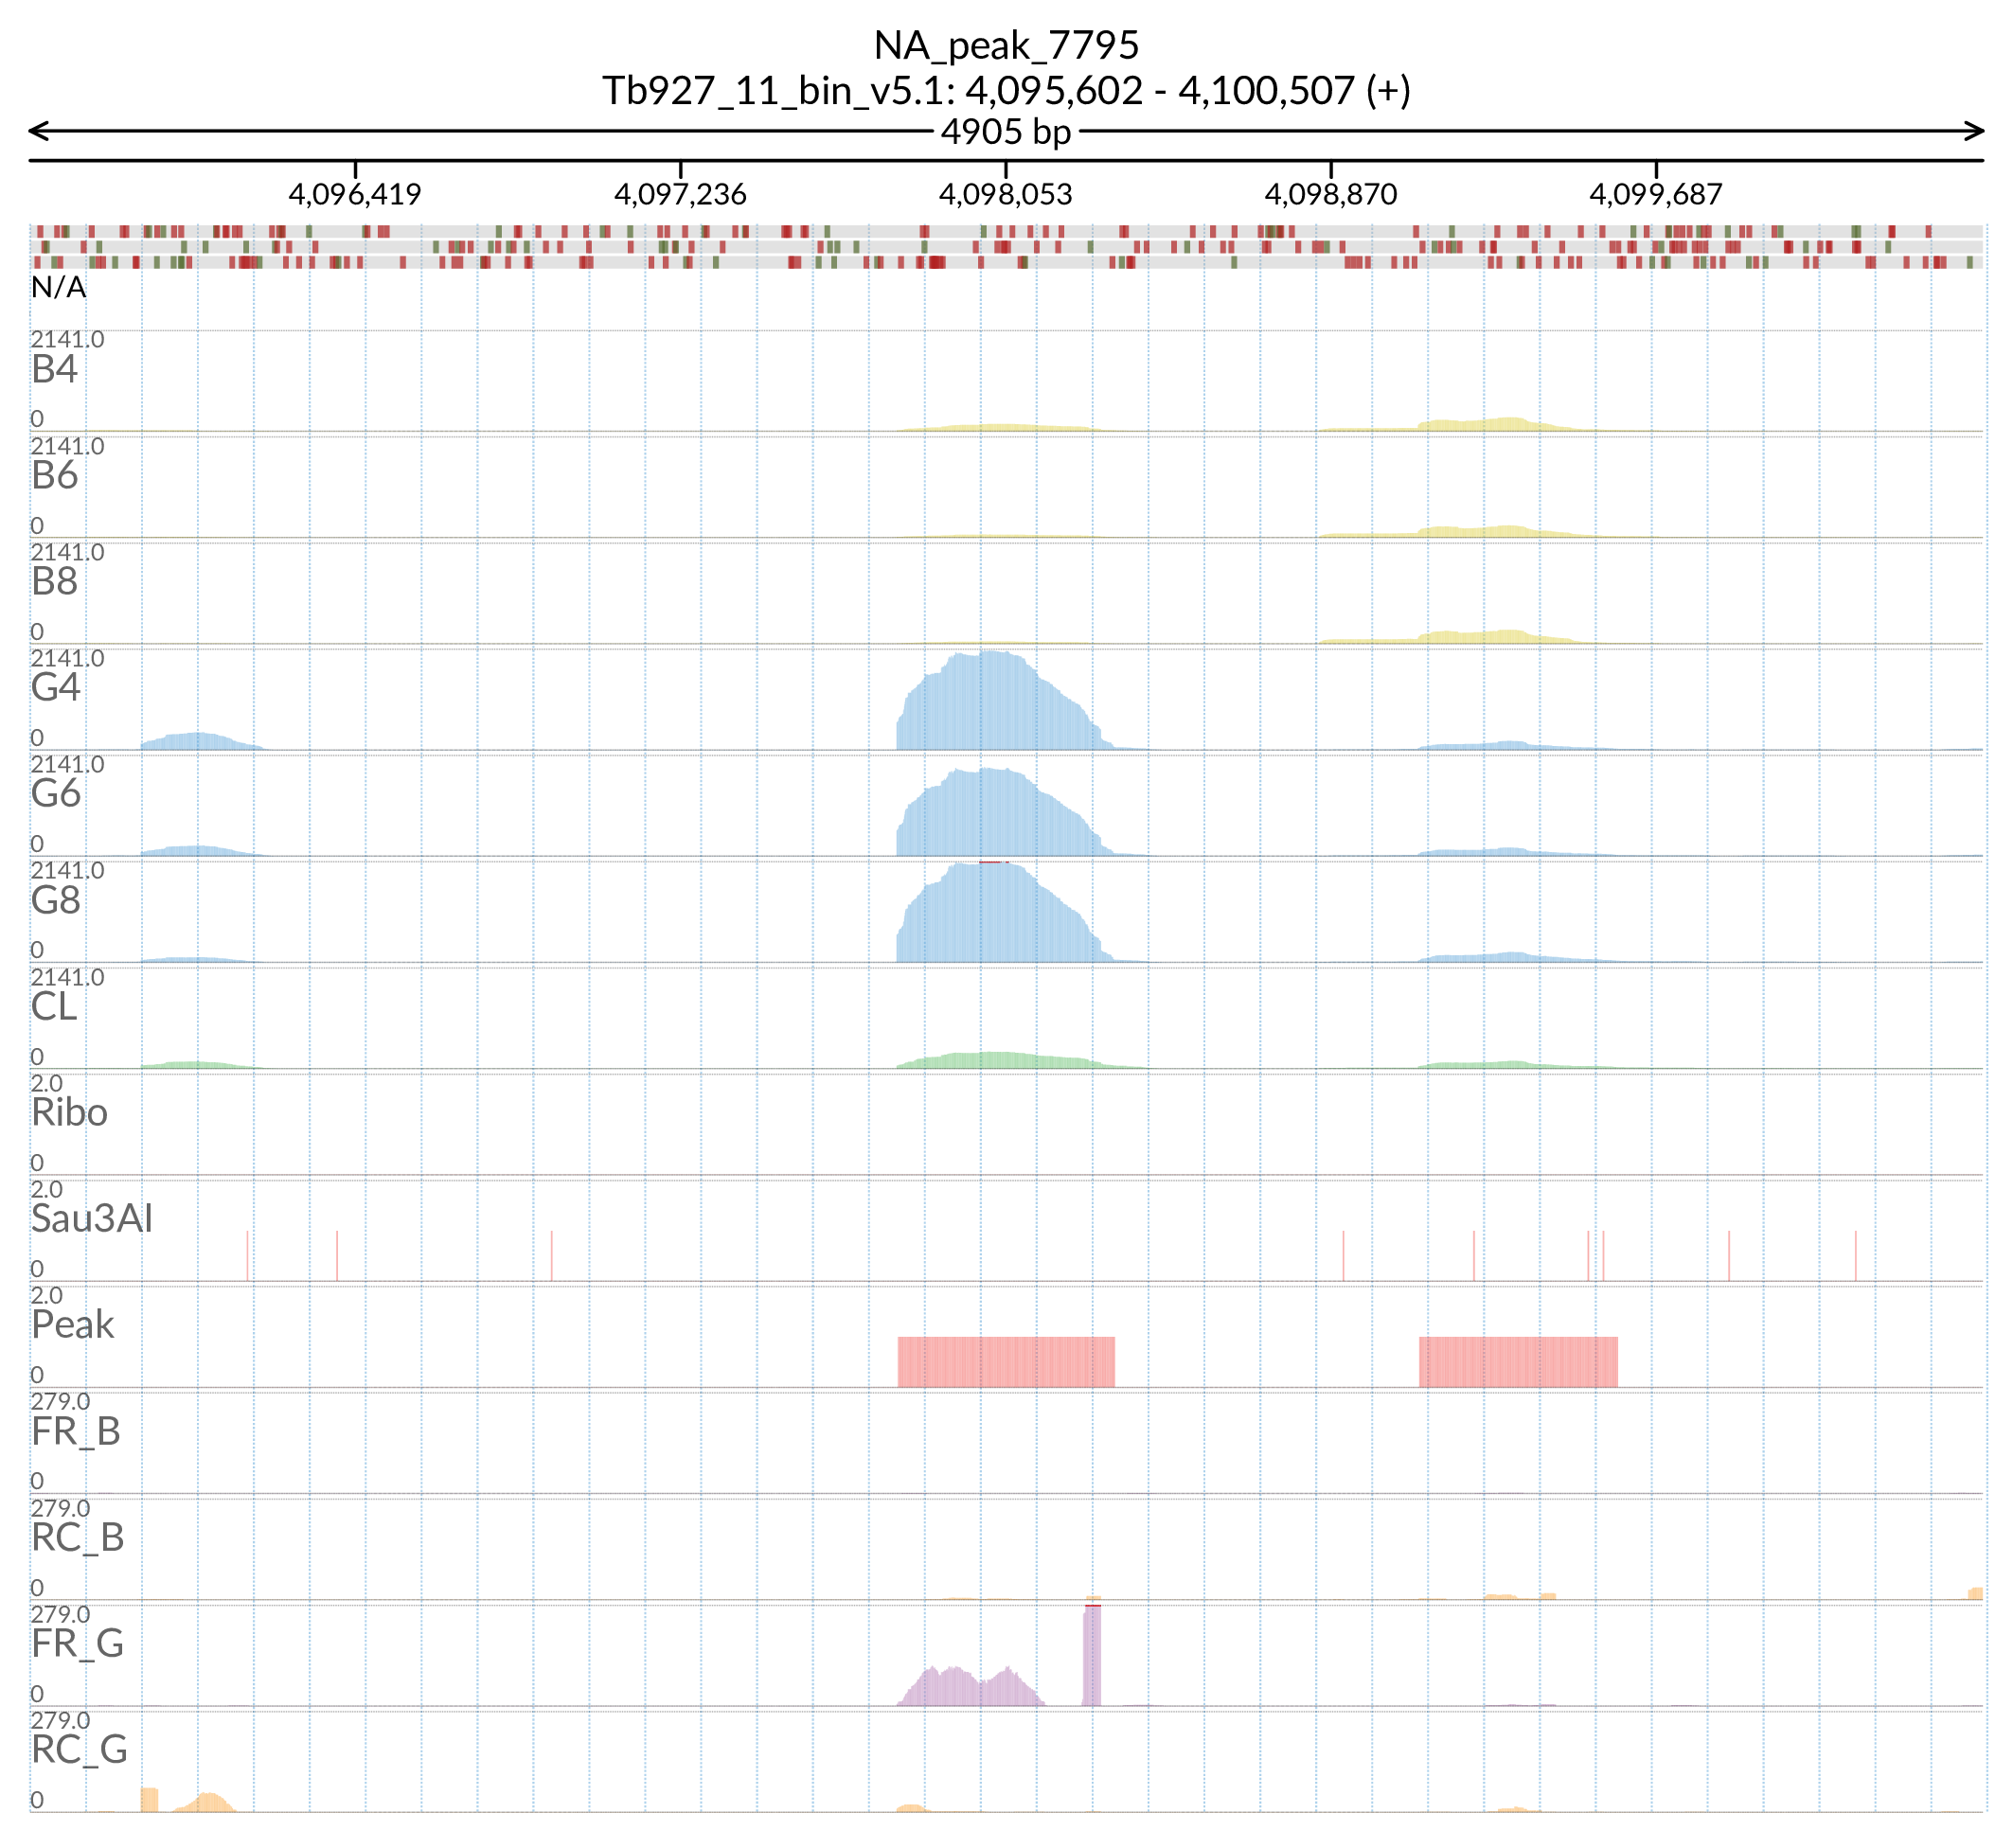 NA_peak_7795
Tb927_11_bin_v5.1: 4,095,602 - 4,100,507 (+)
4905 bp
4,096,419 4,097,236 4,098,053 4,098,870 4,099,687
N/A
2141.0
B4
0
2141.0
B6
0
2141.0
B8
0
2141.0
G4
0
2141.0
G6
0
2141.0
G8
0
2141.0
CL
0
2.0
Ribo
0
2.0
Sau3AI
0
2.0
Peak
0
279.0
FR_B
0
279.0
RC_B
0
279.0
FR_G
0
279.0
RC_G
0